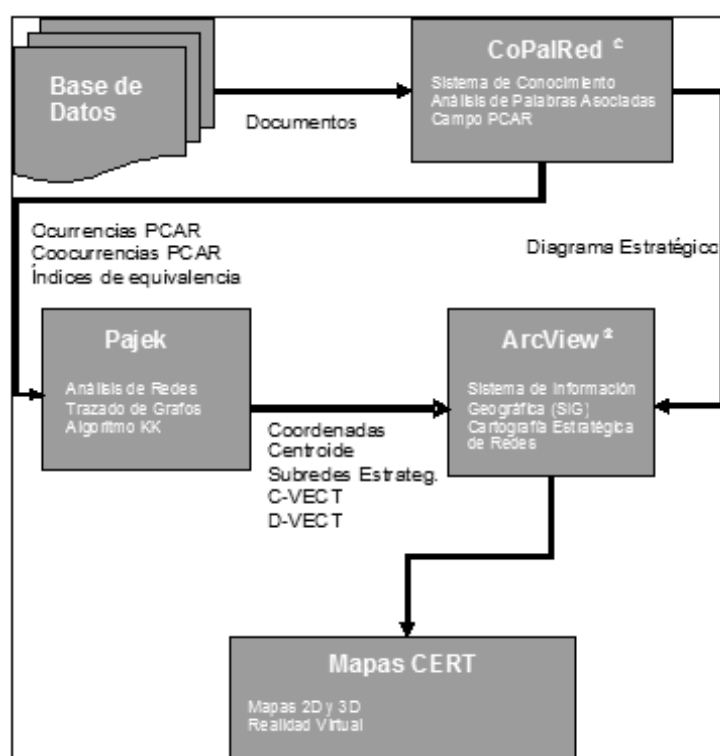 Base de
Datos
Documentos
CoPalRed ©
Sistema de Conocimiento
Análisis de Palabras Asociadas
Campo PCAR
Ocurrencias PCAR
Coocurrencias PCAR
Índices de equivalencia
Diagrama Estratégico
Pajek
Análisis de Redes
Trazado de Grafos
Algoritmo KK
Coordenadas
Centroide
Subredes Estrateg.
C-VECT
D-VECT
ArcView
Sistema de Información
Geográfica (SIG)
Cartografía Estratégica
de Redes
Mapas CERT
Mapas 2D y 3D
Realidad Virtual